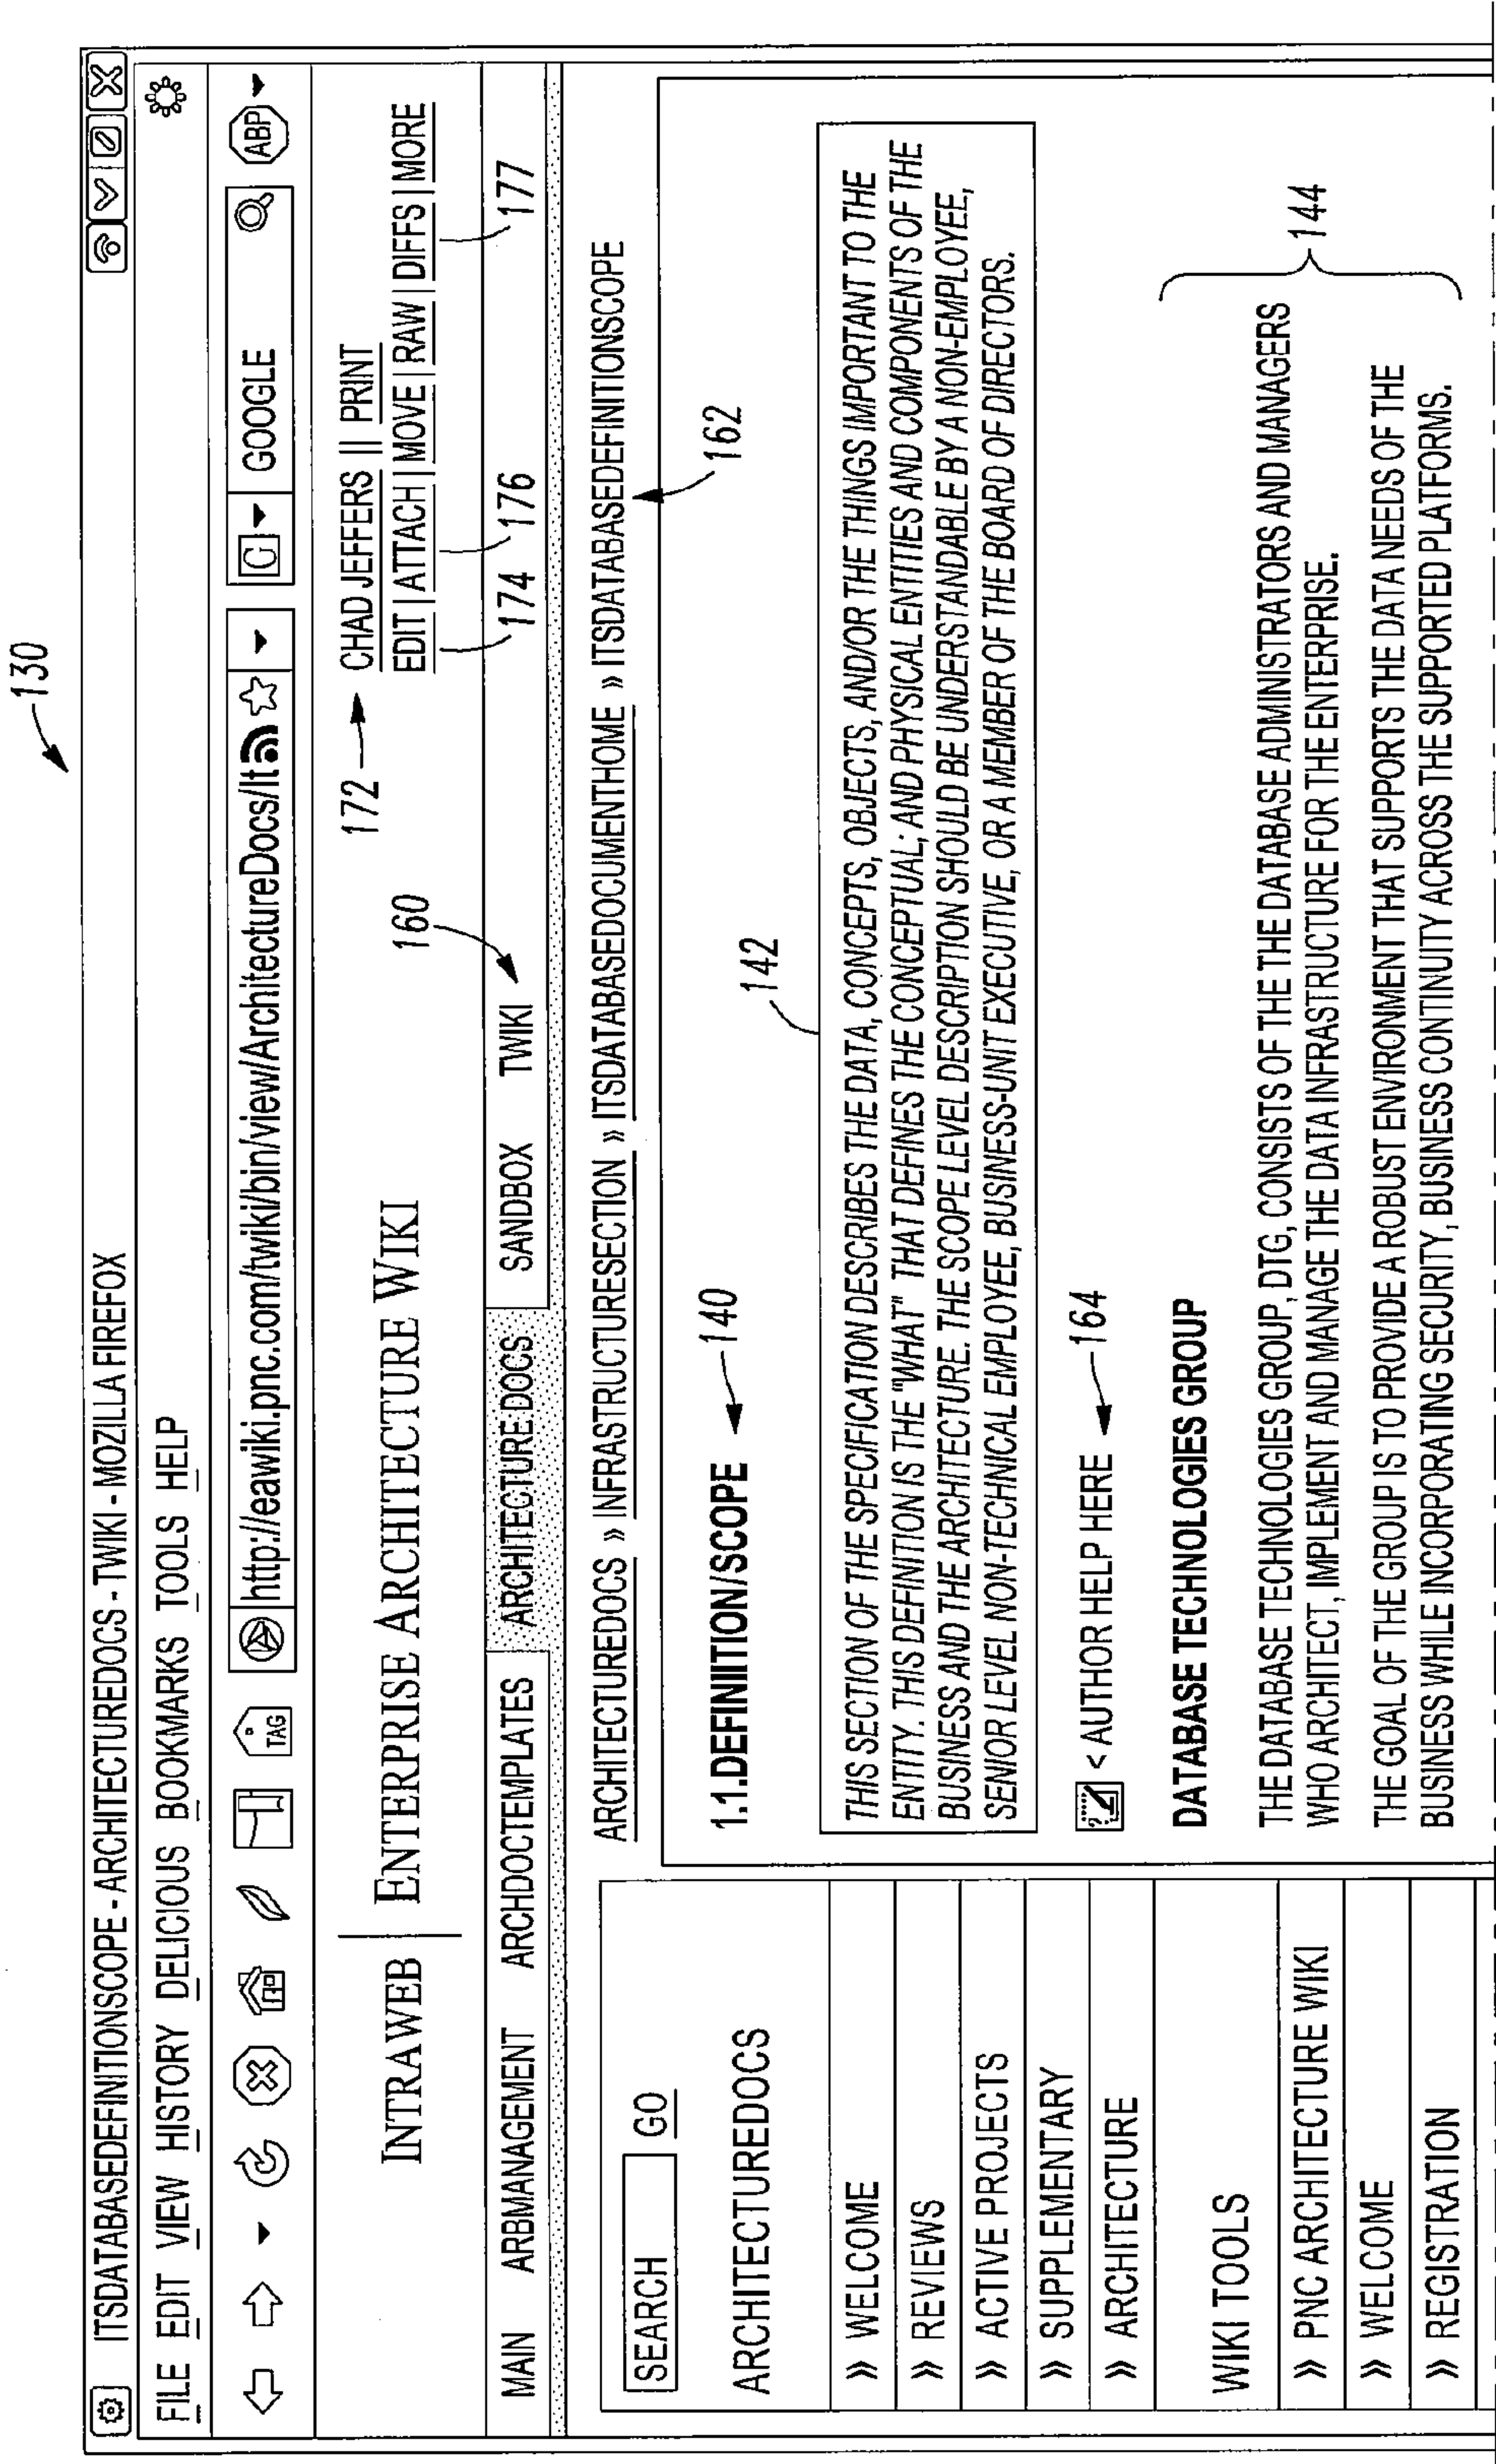 130
ITSDATABASEDEFINITIONSCOPE - ARCHITECTUREDOCS - TWIKI - MOZILLA FIREFOX
FILE EDIT VIEW HISTORY DELICIOUS BOOKMARKS TOOLS HELP
TAG http://eawiki.pnc.com/twiki/bin/view/ArchitectureDocs/It G GOOGLE ABP
INTRAWEB | ENTERPRISE ARCHITECTURE WIKI
172 CHAD JEFFERS || PRINT
EDIT | ATTACH | MOVE | RAW | DIFFS | MORE
160 174 176 177
MAIN ARBMANAGEMENT ARCHDOCTEMPLATES ARCHITECTURE DOCS SANDBOX TWIKI
ARCHITECTUREDOCS » INFRASTRUCTURESECTION » ITSDATABASEDOCUMENTHOME » ITSDATABASEDEFINITIONSCOPE
162
SEARCH GO
ARCHITECTUREDOCS
» WELCOME
» REVIEWS
» ACTIVE PROJECTS
» SUPPLEMENTARY
» ARCHITECTURE
WIKI TOOLS
» PNC ARCHITECTURE WIKI
» WELCOME
» REGISTRATION
1.1.DEFINIITION/SCOPE 140
142
THIS SECTION OF THE SPECIFICATION DESCRIBES THE DATA, CONCEPTS, OBJECTS, AND/OR THE THINGS IMPORTANT TO THE
ENTITY. THIS DEFINITION IS THE "WHAT" THAT DEFINES THE CONCEPTUAL; AND PHYSICAL ENTITIES AND COMPONENTS OF THE
BUSINESS AND THE ARCHITECTURE. THE SCOPE LEVEL DESCRIPTION SHOULD BE UNDERSTANDABLE BY A NON-EMPLOYEE,
SENIOR LEVEL NON-TECHNICAL EMPLOYEE, BUSINESS-UNIT EXECUTIVE, OR A MEMBER OF THE BOARD OF DIRECTORS.
< AUTHOR HELP HERE 164
DATABASE TECHNOLOGIES GROUP
THE DATABASE TECHNOLOGIES GROUP, DTG, CONSISTS OF THE THE DATABASE ADMINISTRATORS AND MANAGERS
WHO ARCHITECT, IMPLEMENT AND MANAGE THE DATA INFRASTRUCTURE FOR THE ENTERPRISE.
144
THE GOAL OF THE GROUP IS TO PROVIDE A ROBUST ENVIRONMENT THAT SUPPORTS THE DATA NEEDS OF THE
BUSINESS WHILE INCORPORATING SECURITY, BUSINESS CONTINUITY ACROSS THE SUPPORTED PLATFORMS.